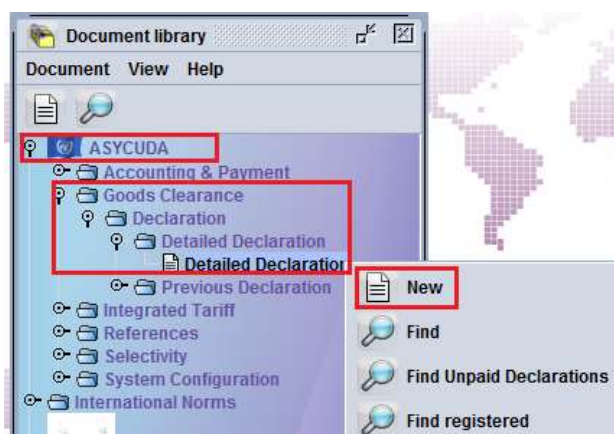 Document library
Document View Help
ASYCUDA
Accounting & Payment
Goods Clearance
Declaration
Detailed Declaration
Detailed Declaration
Previous Declaration
Integrated Tariff
References
Selectivity
System Configuration
International Norms
New
Find
Find Unpaid Declarations
Find registered